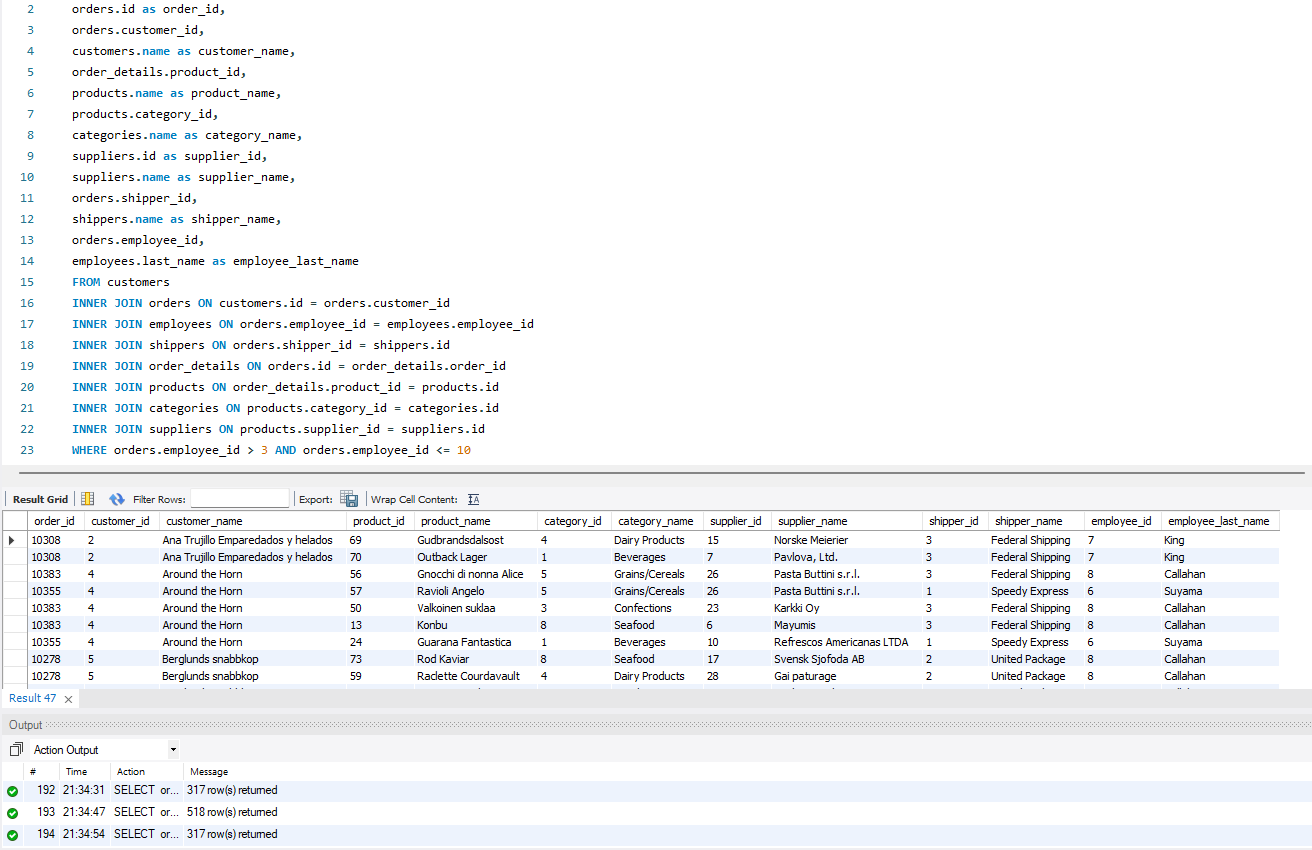 2 orders.id as order_id,
3 orders.customer_id,
4 customers.name as customer_name,
5 order_details.product_id,
6 products.name as product_name,
7 products.category_id,
8 categories.name as category_name,
9 suppliers.id as supplier_id,
10 suppliers.name as supplier_name,
11 orders.shipper_id,
12 shippers.name as shipper_name,
13 orders.employee_id,
14 employees.last_name as employee_last_name
15 FROM customers
16 INNER JOIN orders ON customers.id = orders.customer_id
17 INNER JOIN employees ON orders.employee_id = employees.employee_id
18 INNER JOIN shippers ON orders.shipper_id = shippers.id
19 INNER JOIN order_details ON orders.id = order_details.order_id
20 INNER JOIN products ON order_details.product_id = products.id
21 INNER JOIN categories ON products.category_id = categories.id
22 INNER JOIN suppliers ON products.supplier_id = suppliers.id
23 WHERE orders.employee_id > 3 AND orders.employee_id <= 10
Result Grid Filter Rows: Export: Wrap Cell Content:
order_id customer_id customer_name product_id product_name category_id category_name supplier_id supplier_name shipper_id shipper_name employee_id employee_last_name
10308 2 Ana Trujillo Emparedados y helados 69 Gudbrandsdalsost 4 Dairy Products 15 Norske Meierier 3 Federal Shipping 7 King
10308 2 Ana Trujillo Emparedados y helados 70 Outback Lager 1 Beverages 7 Pavlova, Ltd. 3 Federal Shipping 7 King
10383 4 Around the Horn 56 Gnocchi di nonna Alice 5 Grains/Cereals 26 Pasta Buttini s.r.l. 3 Federal Shipping 8 Callahan
10355 4 Around the Horn 57 Ravioli Angelo 5 Grains/Cereals 26 Pasta Buttini s.r.l. 1 Speedy Express 6 Suyama
10383 4 Around the Horn 50 Valkoinen suklaa 3 Confections 23 Karkki Oy 3 Federal Shipping 8 Callahan
10383 4 Around the Horn 13 Konbu 8 Seafood 6 Mayumis 3 Federal Shipping 8 Callahan
10355 4 Around the Horn 24 Guarana Fantastica 1 Beverages 10 Refrescos Americanas LTDA 1 Speedy Express 6 Suyama
10278 5 Berglunds snabbkop 73 Rod Kaviar 8 Seafood 17 Svensk Sjofoda AB 2 United Package 8 Callahan
10278 5 Berglunds snabbkop 59 Raclette Courdavault 4 Dairy Products 28 Gai paturage 2 United Package 8 Callahan
Result 47
Output
Action Output
# Time Action Message
192 21:34:31 SELECT or... 317 row(s) returned
193 21:34:47 SELECT or... 518 row(s) returned
194 21:34:54 SELECT or... 317 row(s) returned